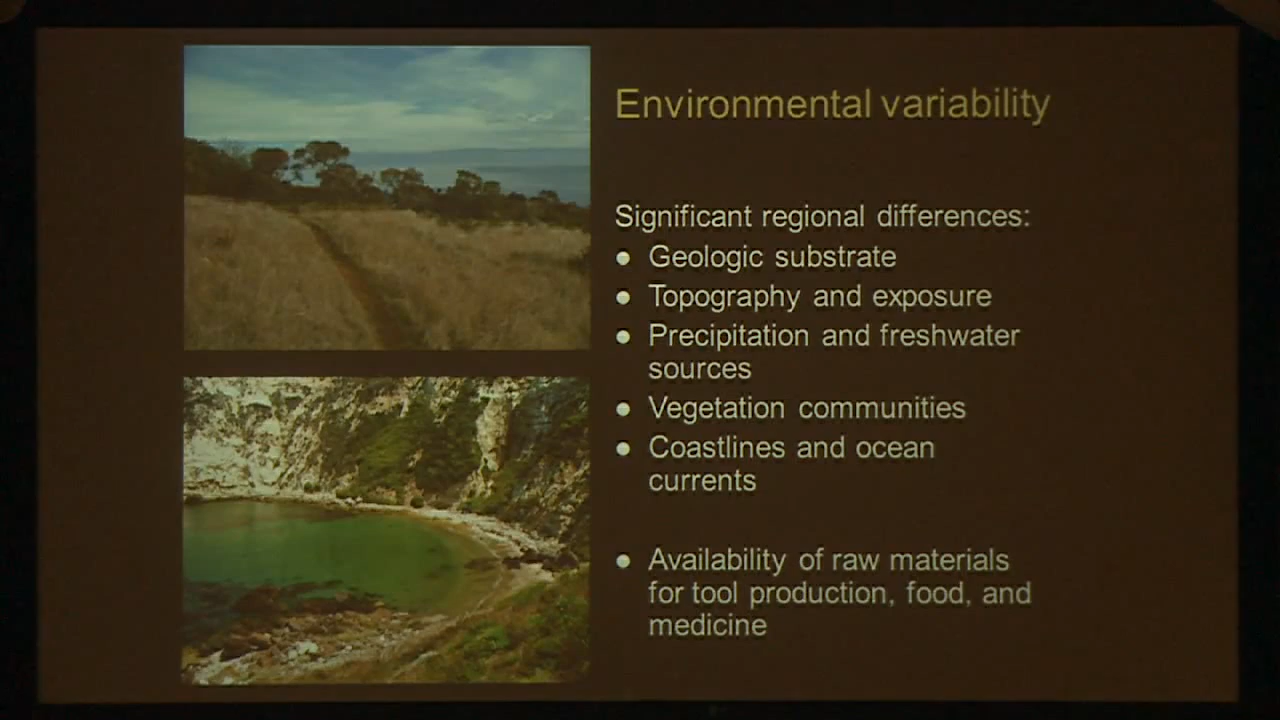 Environmental variability
Significant regional differences:
● Geologic substrate
● Topography and exposure
● Precipitation and freshwater
sources
● Vegetation communities
● Coastlines and ocean
currents
● Availability of raw materials
for tool production, food, and
medicine